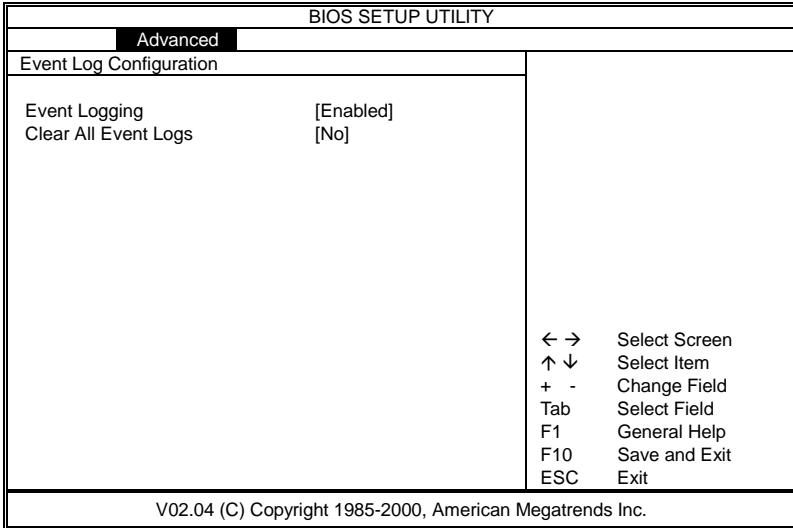 BIOS SETUP UTILITY
Advanced
Event Log Configuration
Event Logging [Enabled]
Clear All Event Logs [No]
← → Select Screen
↑ ↓ Select Item
+ - Change Field
Tab Select Field
F1 General Help
F10 Save and Exit
ESC Exit
V02.04 (C) Copyright 1985-2000, American Megatrends Inc.